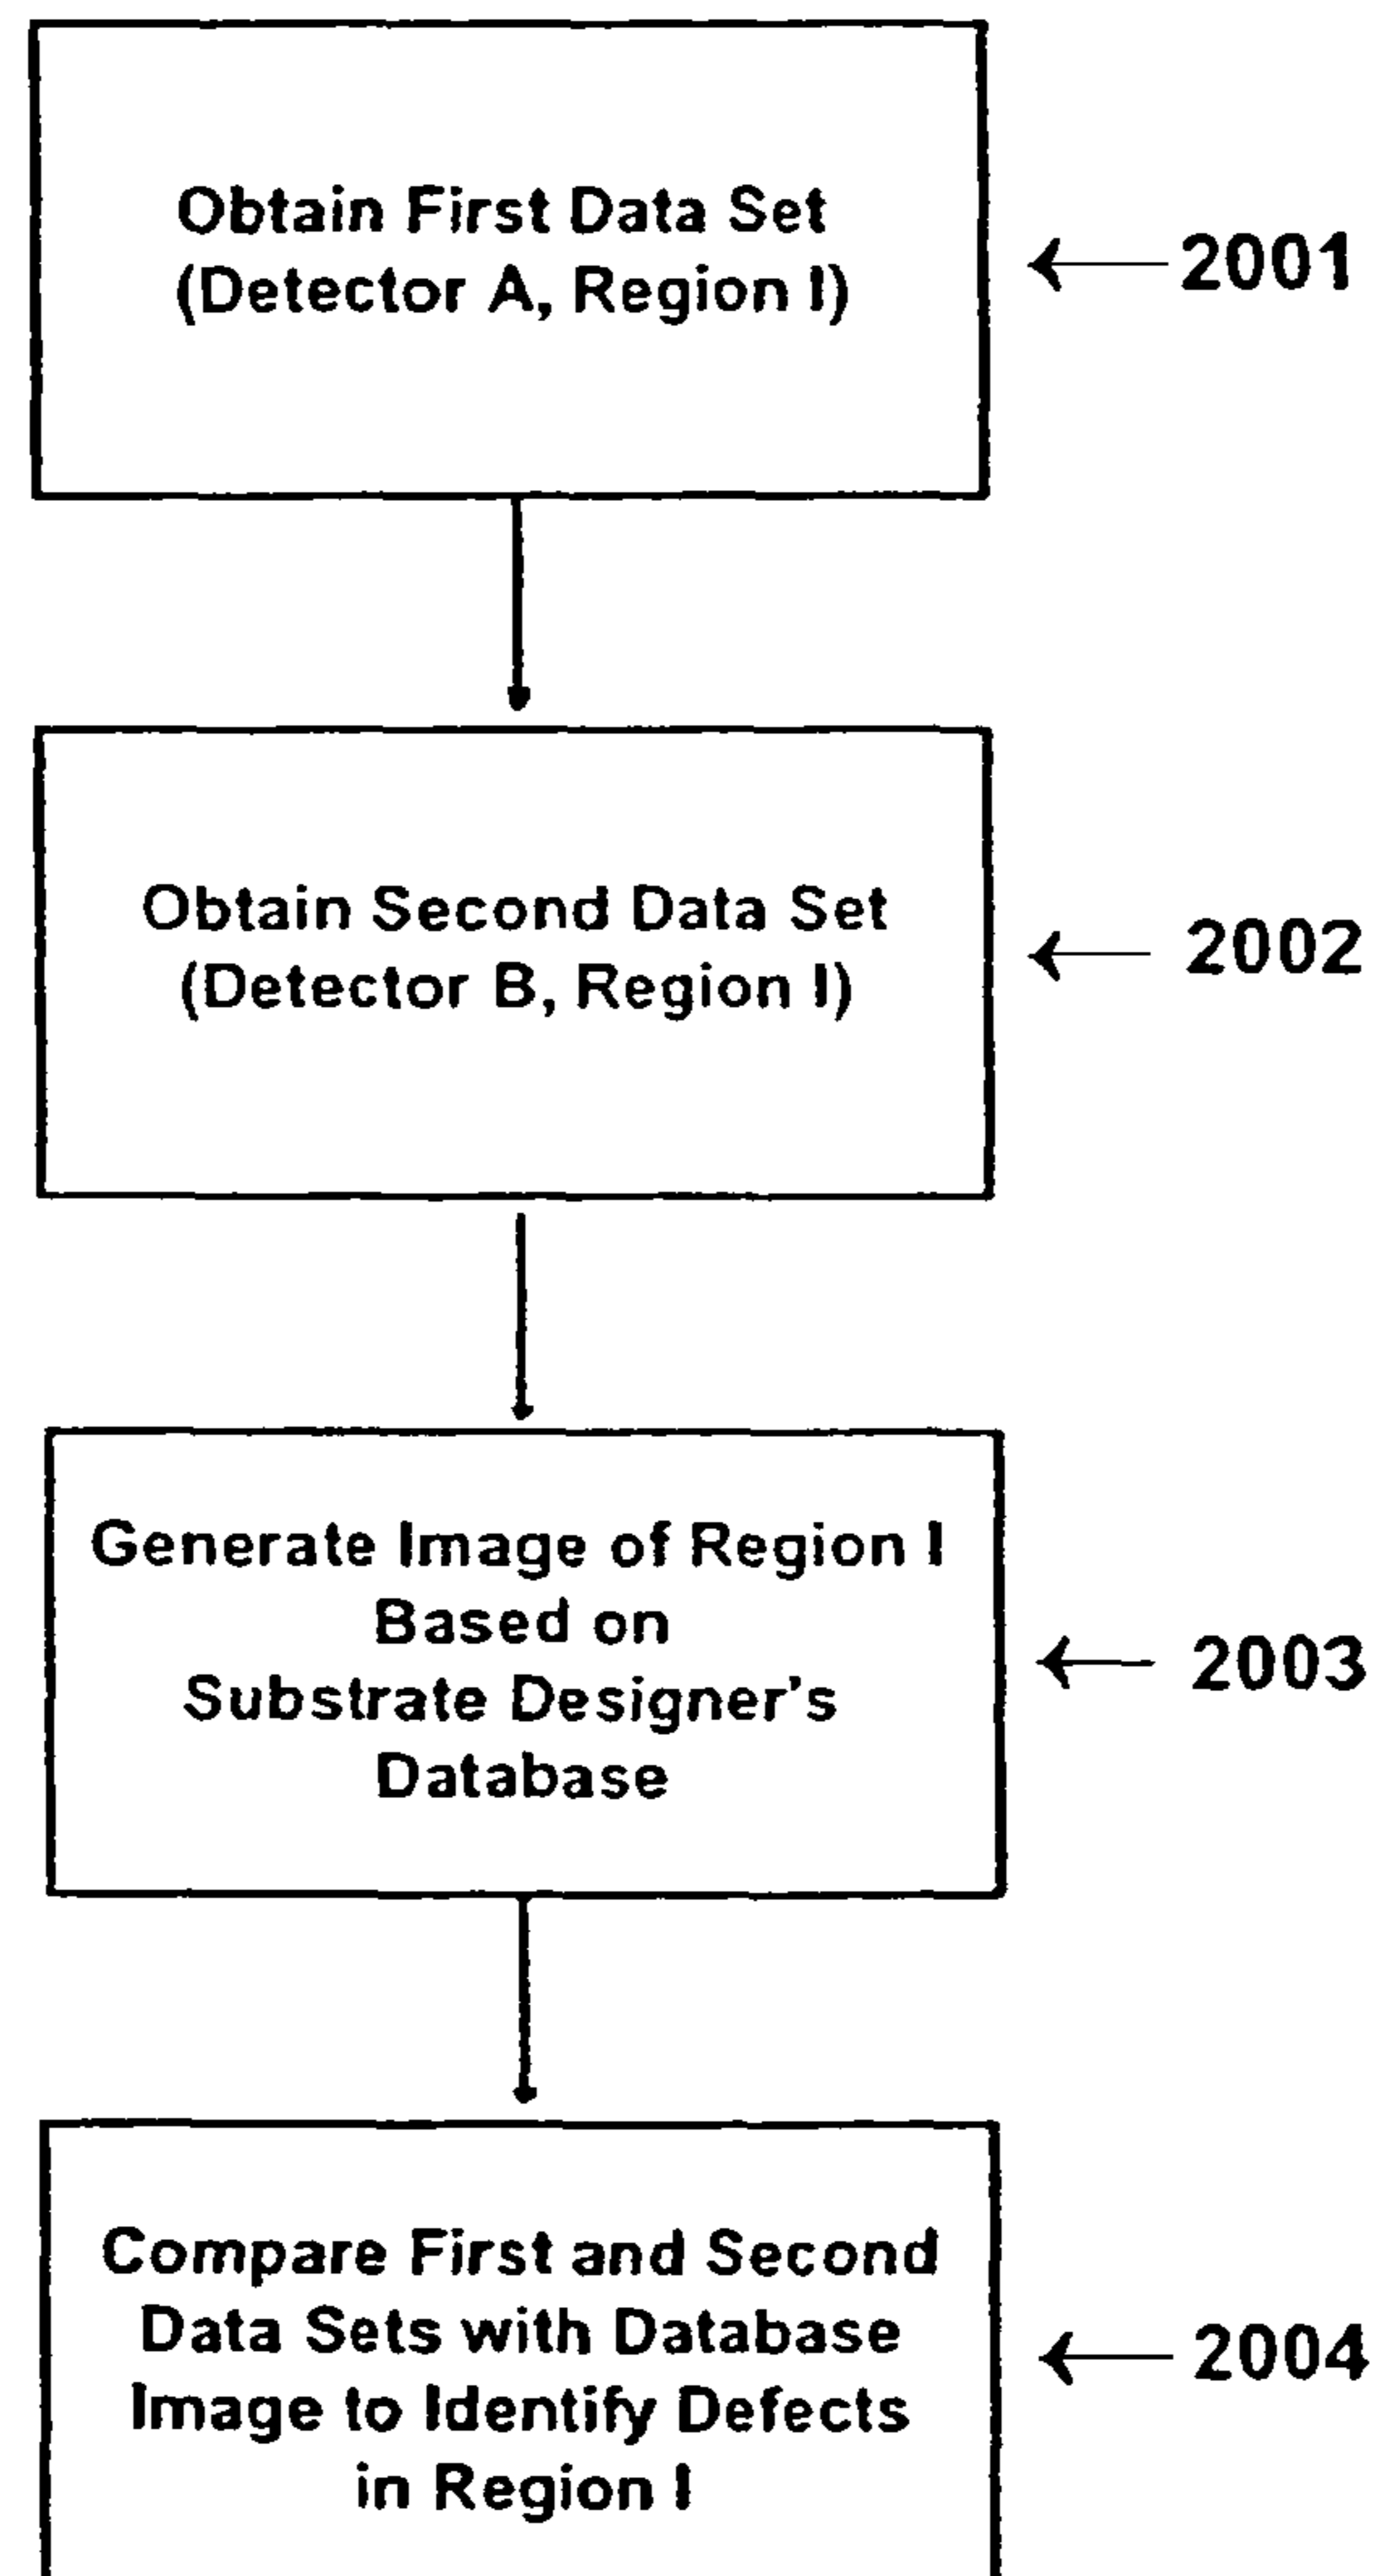 Obtain First Data Set
(Detector A, Region I)
2001
Obtain Second Data Set
(Detector B, Region I)
2002
Generate Image of Region I
Based on
Substrate Designer's
Database
2003
Compare First and Second
Data Sets with Database
Image to Identify Defects
in Region I
2004